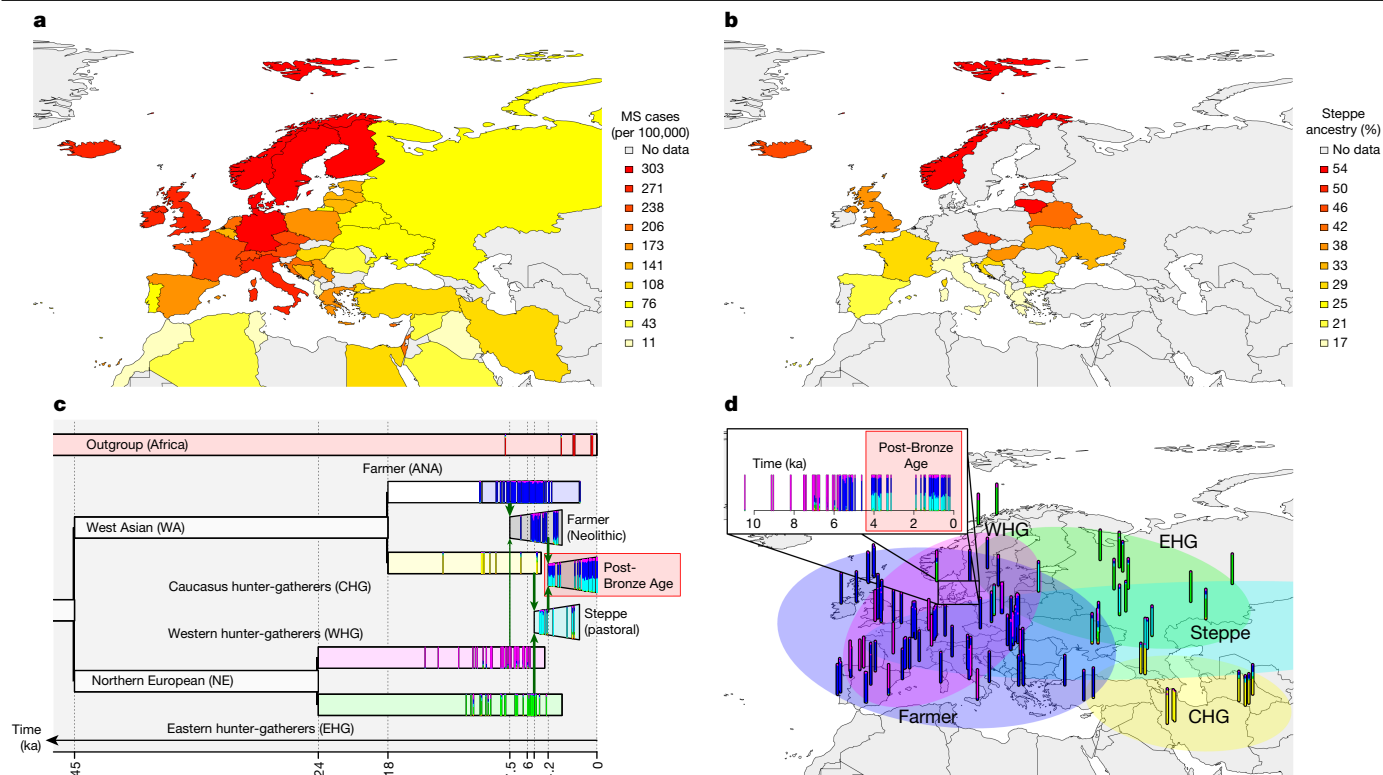 a
MS cases
(per 100,000)
No data
303
271
238
206
173
141
108
76
43
11
b
Steppe
ancestry (%)
No data
54
50
46
42
38
33
29
25
21
17
c
Outgroup (Africa)
Farmer (ANA)
West Asian (WA)
Farmer
(Neolithic)
Caucasus hunter-gatherers (CHG)
Post-
Bronze Age
Western hunter-gatherers (WHG)
Steppe
(pastoral)
Northern European (NE)
Eastern hunter-gatherers (EHG)
Time
(ka)
45
24
18
6
0
d
Post-Bronze
Age
Time (ka)
10 8 6 4 2 0
WHG
EHG
Steppe
Farmer
CHG